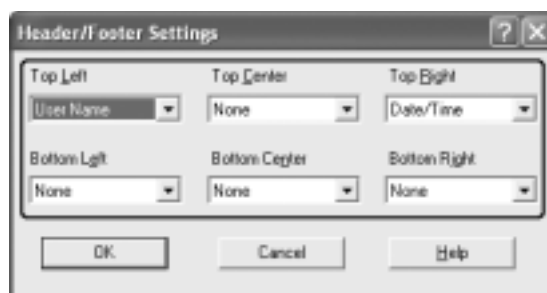 Header/Footer Settings
Top Left Top Center Top Right
User Name None Date/Time
Bottom Left Bottom Center Bottom Right
None None None
OK Cancel Help